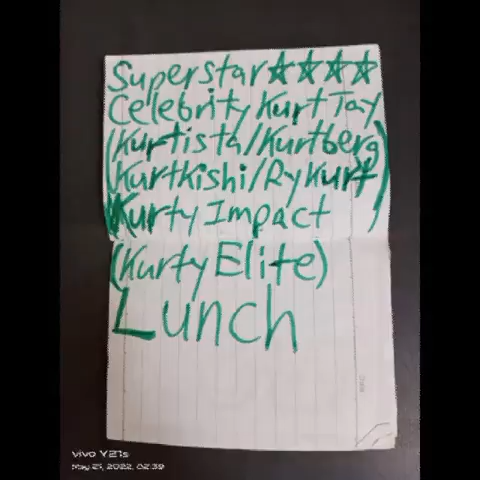 Superstar☆☆☆☆
Celebrity Kurt Tay
(Kurtista/Kurtberg)
(Kurtkishi/RyKurt)
Kurty Impact
(Kurty Elite)
Lunch
vivo Y21s
May 21, 2022, 02:39